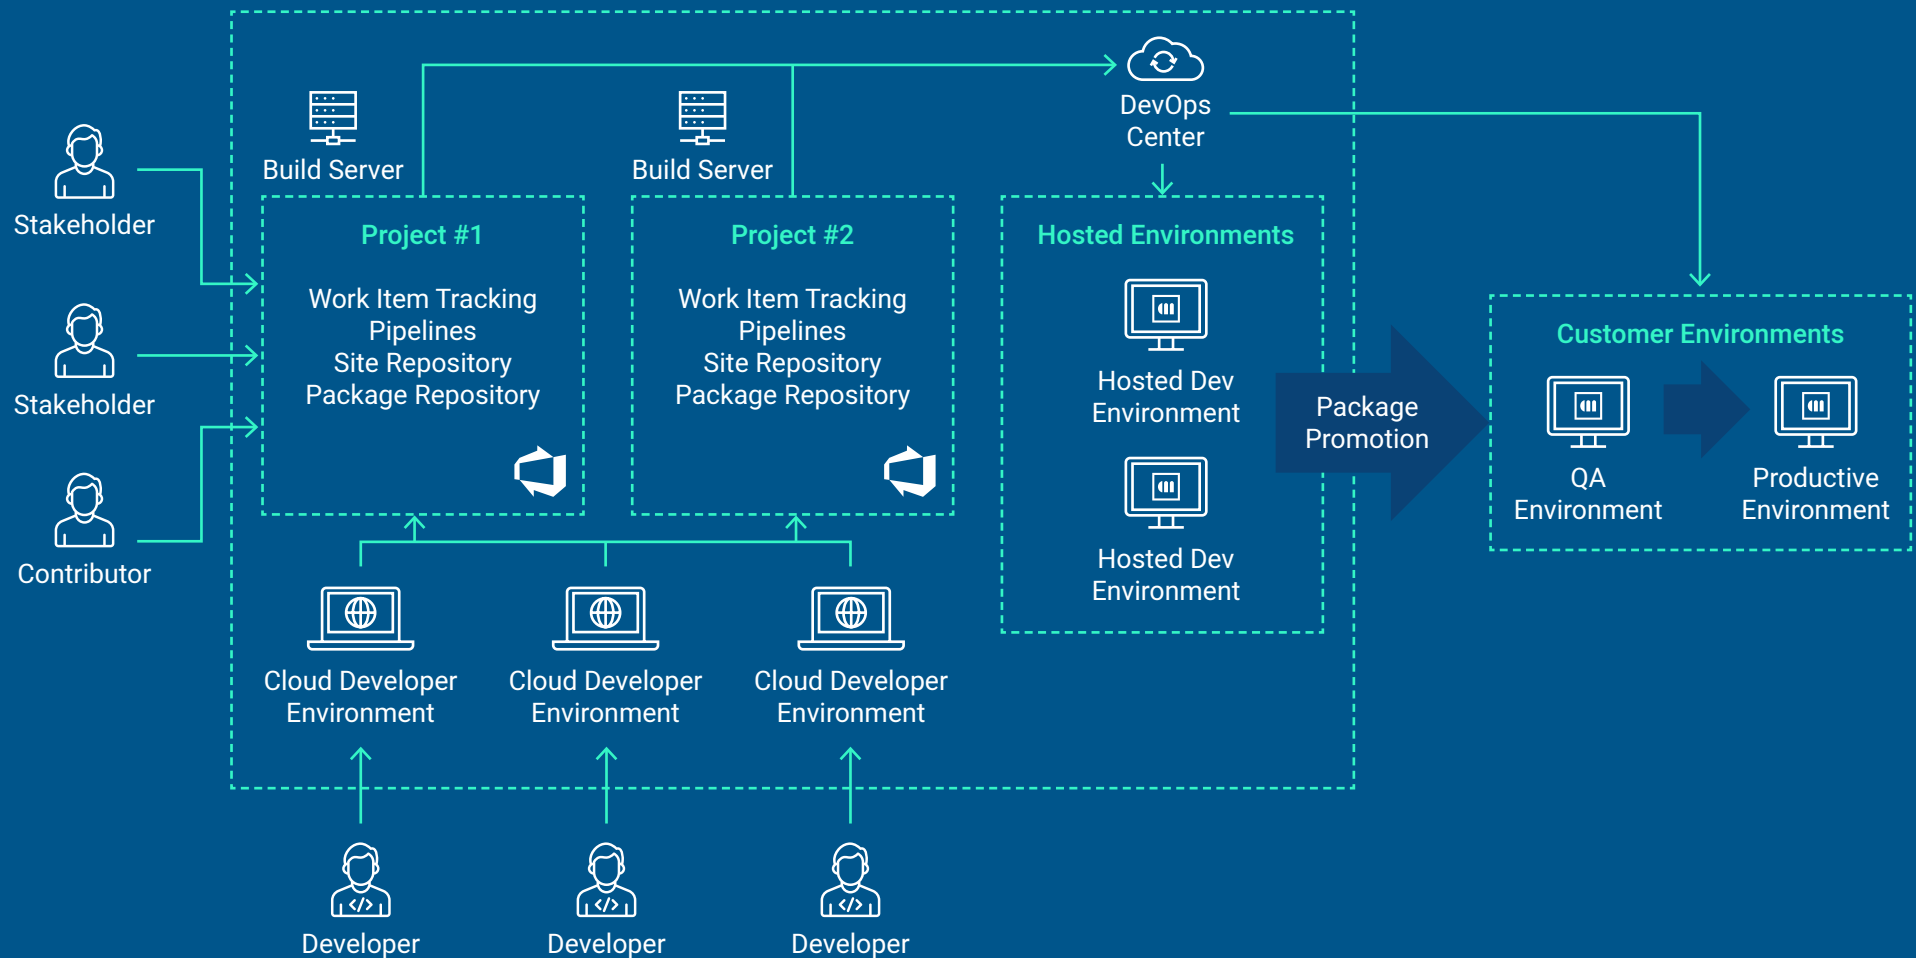 DevOps
Center
Build Server
Build Server
Stakeholder
Stakeholder
Contributor
Project #1
Work Item Tracking
Pipelines
Site Repository
Package Repository
Project #2
Work Item Tracking
Pipelines
Site Repository
Package Repository
Hosted Environments
Hosted Dev
Environment
Hosted Dev
Environment
Package
Promotion
Customer Environments
QA
Environment
Productive
Environment
Cloud Developer
Environment
Cloud Developer
Environment
Cloud Developer
Environment
</>
Developer
</>
Developer
</>
Developer